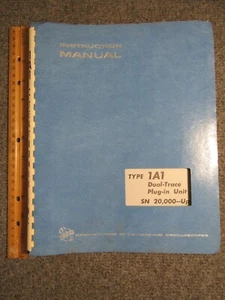 INSTRUCTION
MANUAL
TYPE 1A1
Dual-Trace
Plug-in Unit
SN 20,000—Up